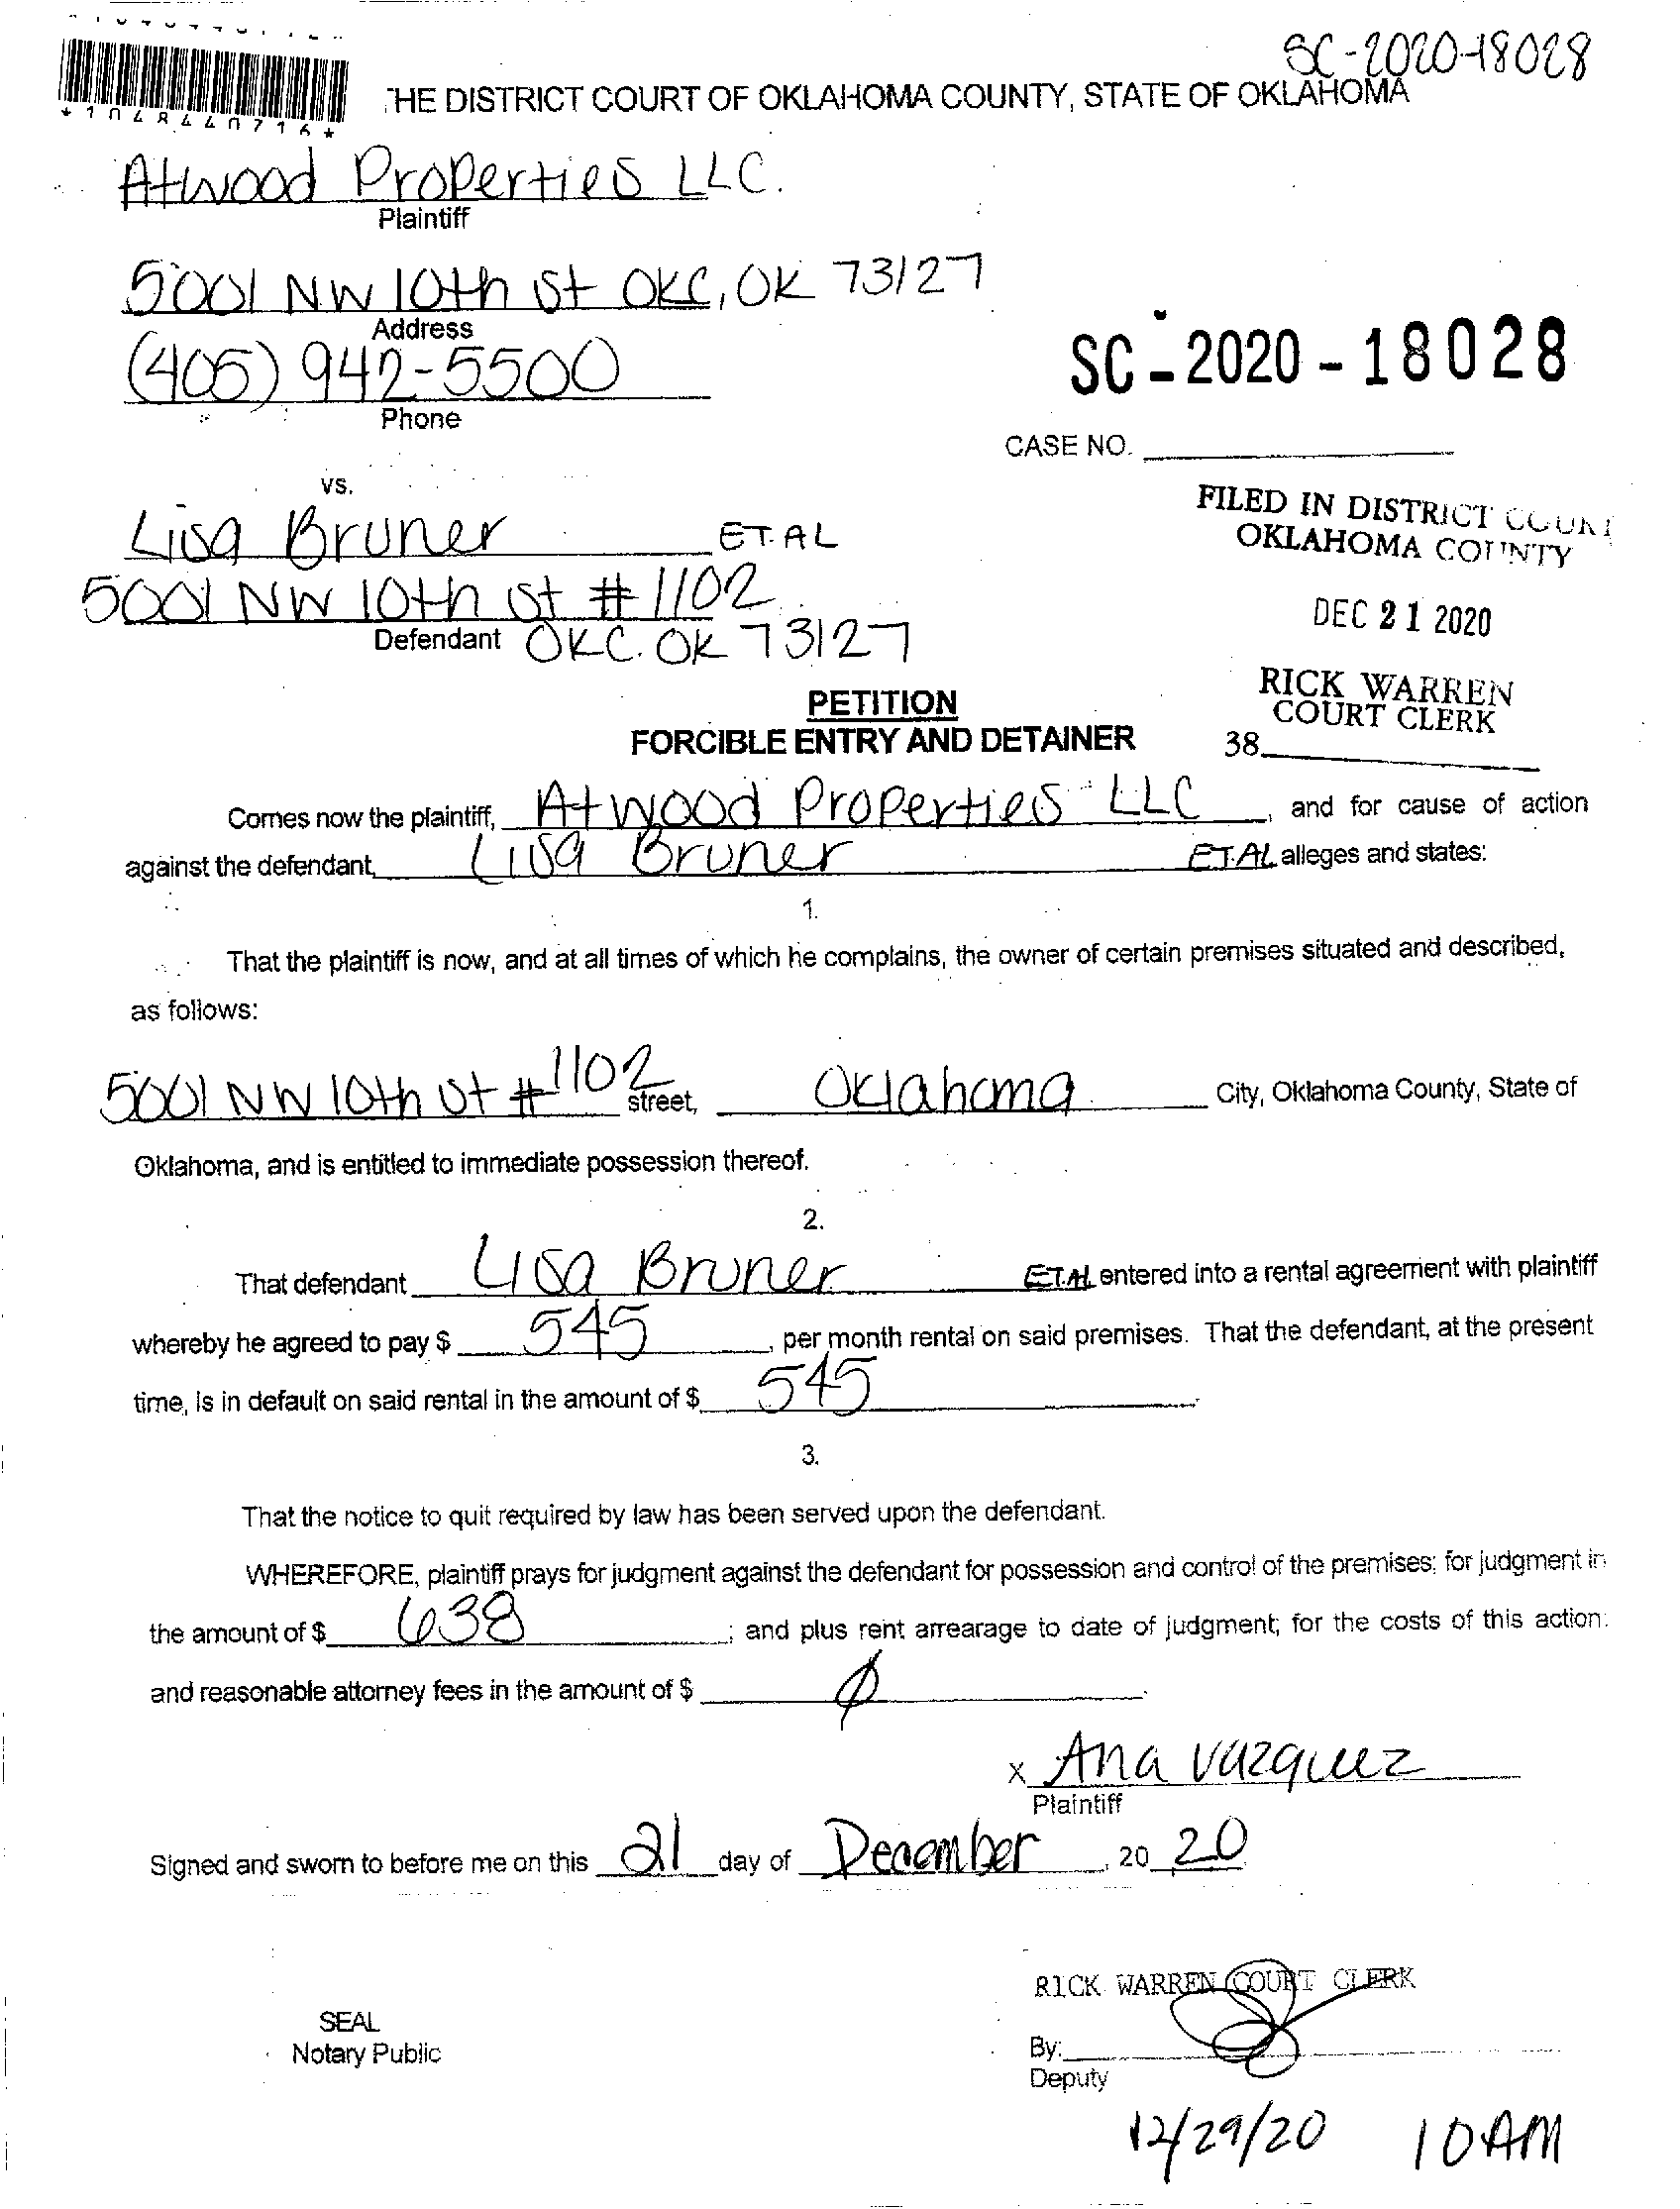 SC-2020-18028
*1048440716*
THE DISTRICT COURT OF OKLAHOMA COUNTY, STATE OF OKLAHOMA
Atwood Properties LLC.
Plaintiff
5001 NW 10th St OKC, OK 73127
Address
(405) 942-5500
Phone
SC-2020-18028
CASE NO.
vs.
Lisa Bruner ET.AL
5001 NW 10th St #1102
Defendant OKC. OK 73127
FILED IN DISTRICT COURT
OKLAHOMA COUNTY
DEC 21 2020
RICK WARREN
COURT CLERK
38
PETITION
FORCIBLE ENTRY AND DETAINER
Comes now the plaintiff, Atwood Properties LLC, and for cause of action
against the defendant, Lisa Bruner ET.AL alleges and states:
1.
That the plaintiff is now, and at all times of which he complains, the owner of certain premises situated and described,
as follows:
5001 NW 10th St #1102 street, Oklahoma City, Oklahoma County, State of
Oklahoma, and is entitled to immediate possession thereof.
2.
That defendant Lisa Bruner ET.AL entered into a rental agreement with plaintiff
whereby he agreed to pay $ 545, per month rental on said premises. That the defendant, at the present
time, is in default on said rental in the amount of $ 545.
3.
That the notice to quit required by law has been served upon the defendant.
WHEREFORE, plaintiff prays for judgment against the defendant for possession and control of the premises; for judgment in
the amount of $ 638; and plus rent arrearage to date of judgment; for the costs of this action.
and reasonable attorney fees in the amount of $ ∅.
x Ana Vazquez
Plaintiff
Signed and sworn to before me on this 21 day of December, 20 20
RICK WARREN COURT CLERK
SEAL
Notary Public
By:
Deputy
12/29/20 10AM